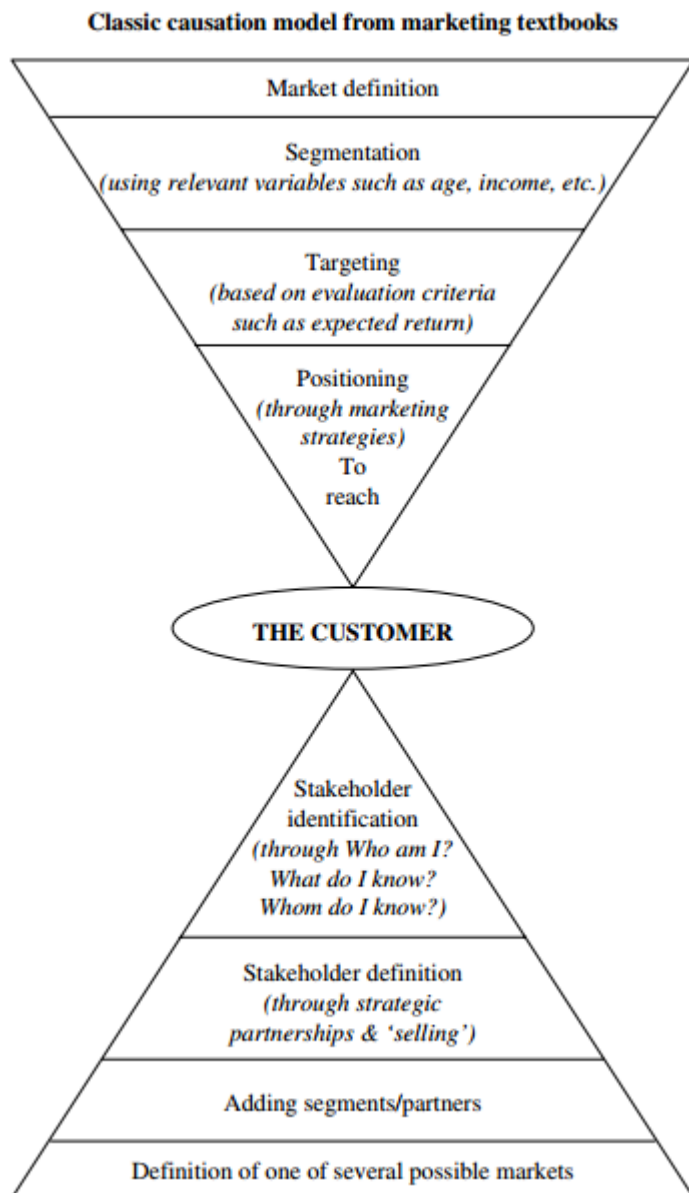 Classic causation model from marketing textbooks
Market definition
Segmentation
(using relevant variables such as age, income, etc.)
Targeting
(based on evaluation criteria
such as expected return)
Positioning
(through marketing
strategies)
To
reach
THE CUSTOMER
Stakeholder
identification
(through Who am I?
What do I know?
Whom do I know?)
Stakeholder definition
(through strategic
partnerships & ‘selling’)
Adding segments/partners
Definition of one of several possible markets